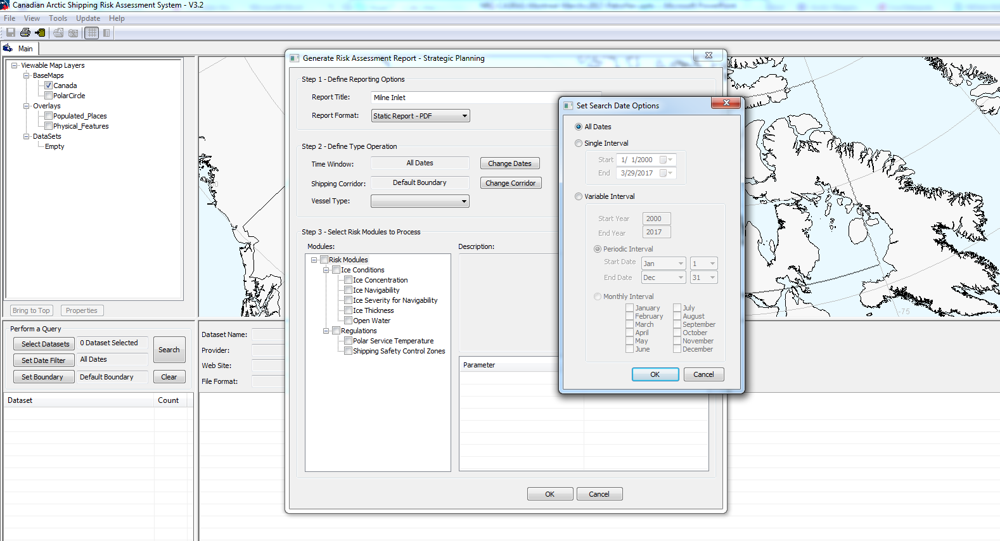 Canadian Arctic Shipping Risk Assessment System - V3.2
File View Tools Update Help
Main
Viewable Map Layers
BaseMaps
Canada
PolarCircle
Overlays
Populated_Places
Physical_Features
DataSets
Empty
Bring to Top Properties
Perform a Query
Select Datasets 0 Dataset Selected Search
Set Date Filter All Dates
Set Boundary Default Boundary Clear
Dataset Count
Dataset Name:
Provider:
Web Site:
File Format:
Generate Risk Assessment Report - Strategic Planning
Step 1 - Define Reporting Options
Report Title: Milne Inlet
Report Format: Static Report - PDF
Step 2 - Define Type Operation
Time Window: All Dates Change Dates
Shipping Corridor: Default Boundary Change Corridor
Vessel Type:
Step 3 - Select Risk Modules to Process
Modules: Description:
Risk Modules
Ice Conditions
Ice Concentration
Ice Navigability
Ice Severity for Navigability
Ice Thickness
Open Water
Regulations
Polar Service Temperature
Shipping Safety Control Zones
Parameter
OK Cancel
Set Search Date Options
All Dates
Single Interval
Start 1/ 1/2000
End 3/29/2017
Variable Interval
Start Year 2000
End Year 2017
Periodic Interval
Start Date Jan 1
End Date Dec 31
Monthly Interval
January July
February August
March September
April October
May November
June December
OK Cancel
-75